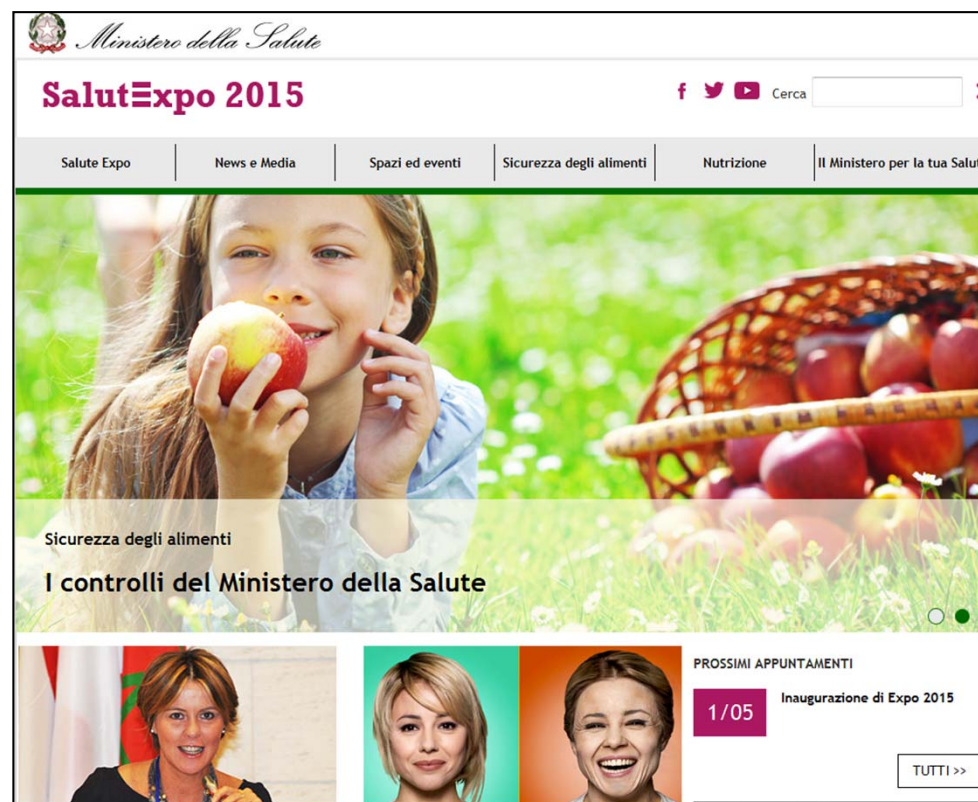 Ministero della Salute
SalutExpo 2015
Cerca
Salute Expo
News e Media
Spazi ed eventi
Sicurezza degli alimenti
Nutrizione
Il Ministero per la tua
Sicurezza degli alimenti
I controlli del Ministero della Salute
PROSSIMI APPUNTAMENTI
1/05
Inaugurazione di Expo 2015
TUTTI >>